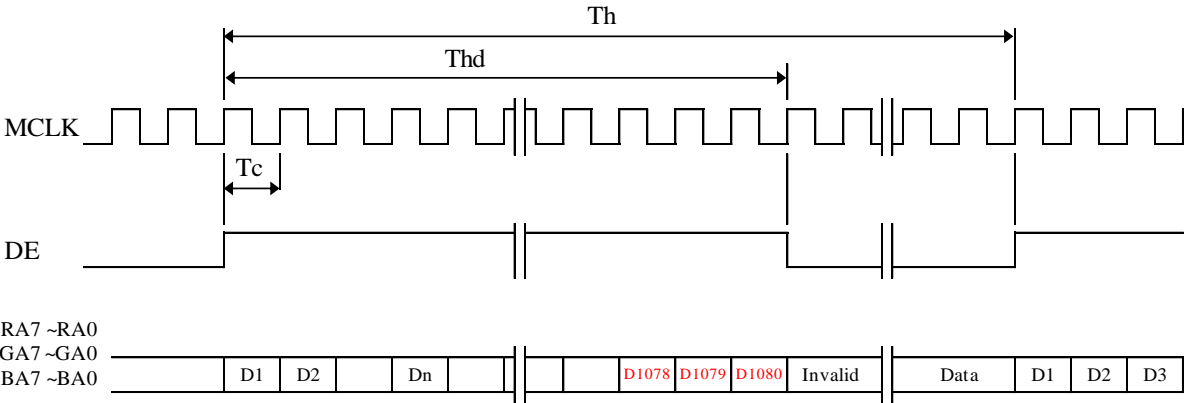 Th
Thd
MCLK
Tc
DE
RA7 ~RA0
GA7 ~GA0
BA7 ~BA0
D1 D2 Dn D1078 D1079 D1080 Invalid Data D1 D2 D3